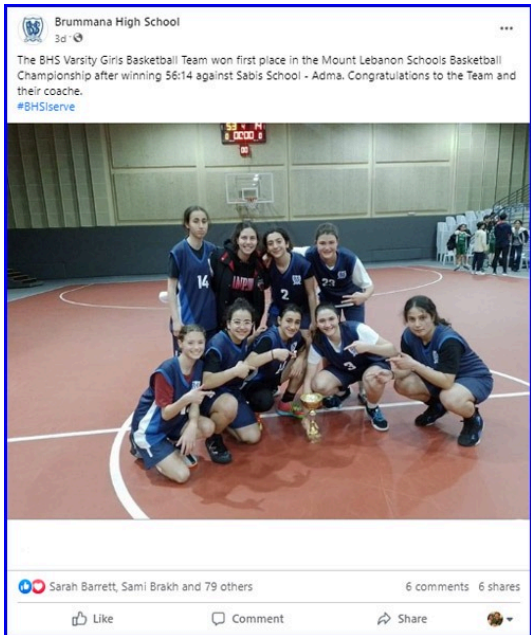 Brummana High School
3d
The BHS Varsity Girls Basketball Team won first place in the Mount Lebanon Schools Basketball
Championship after winning 56:14 against Sabis School - Adma. Congratulations to the Team and
their coache.
#BHSIserve
14
2
23
3
Sarah Barrett, Sami Brakh and 79 others
6 comments 6 shares
Like Comment Share